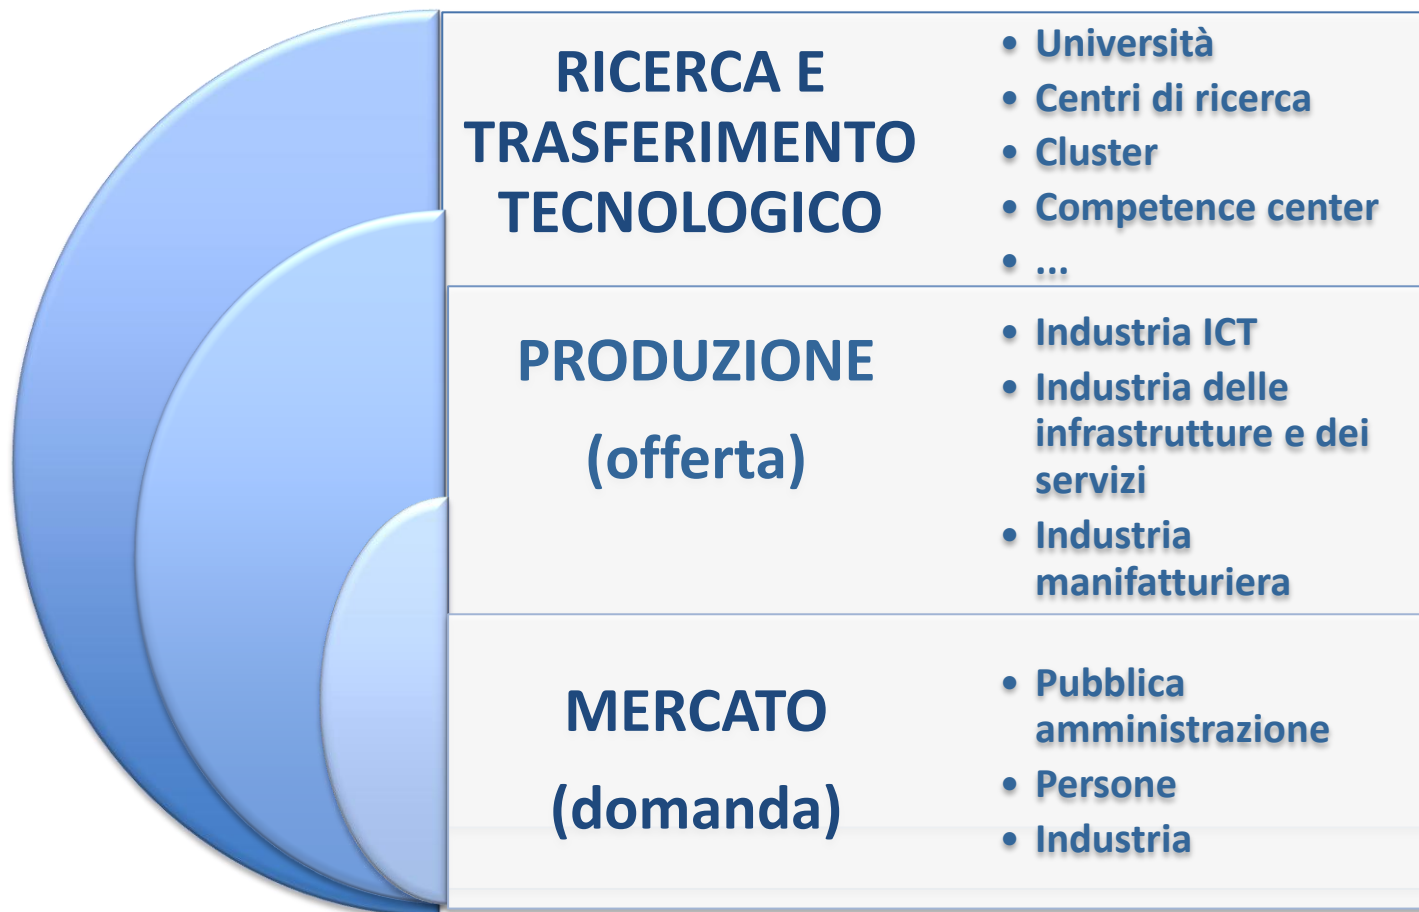 RICERCA E
TRASFERIMENTO
TECNOLOGICO
• Università
• Centri di ricerca
• Cluster
• Competence center
• ...
PRODUZIONE
(offerta)
• Industria ICT
• Industria delle
infrastrutture e dei
servizi
• Industria
manifatturiera
MERCATO
(domanda)
• Pubblica
amministrazione
• Persone
• Industria